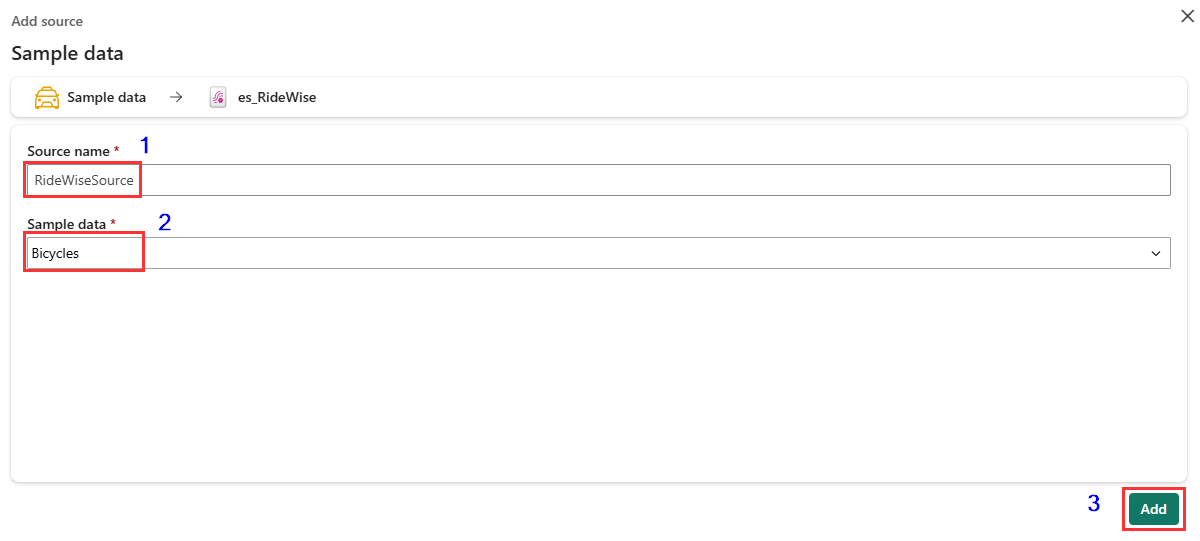 Add source
Sample data
Sample data → es_RideWise
Source name * 1
RideWiseSource
Sample data * 2
Bicycles
3 Add